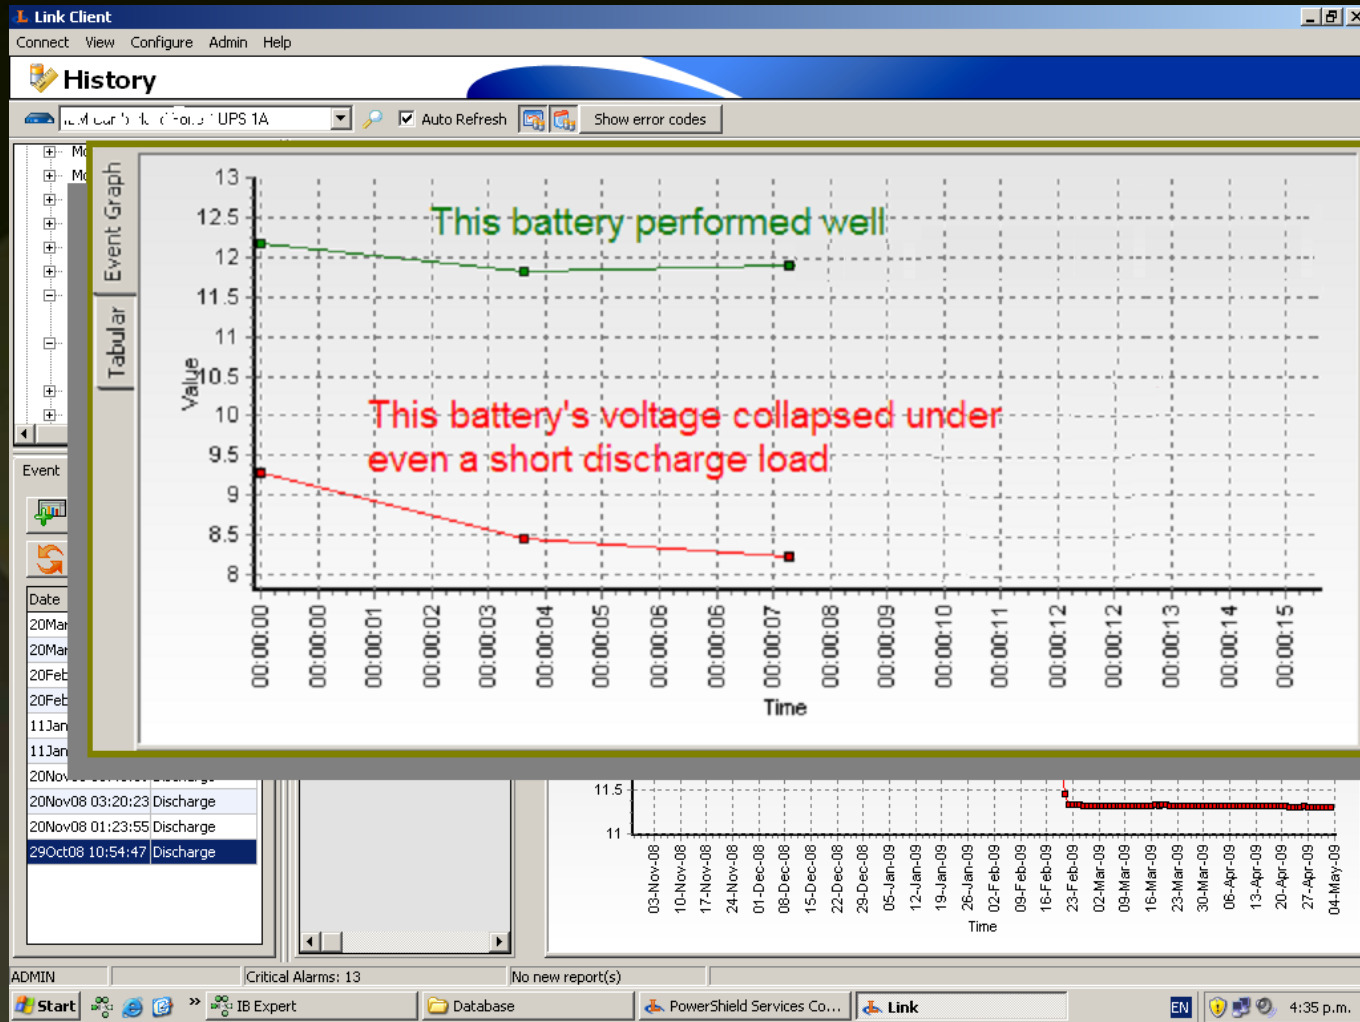 Link Client
Connect View Configure Admin Help
History
UPS 1A
Auto Refresh
Show error codes
Event Graph
Tabular
Value
13
12.5
12
11.5
11
10.5
10
9.5
9
8.5
8
This battery performed well
This battery's voltage collapsed under
even a short discharge load
00:00:00 00:00:00 00:00:01 00:00:02 00:00:03 00:00:04 00:00:05 00:00:06 00:00:06 00:00:07 00:00:08 00:00:09 00:00:10 00:00:11 00:00:12 00:00:13 00:00:14 00:00:15
Time
Event
Date
20Mar
20Mar
20Feb
20Feb
11Jan
11Jan
20Nov
20Nov08 03:20:23 Discharge
20Nov08 01:23:55 Discharge
29Oct08 10:54:47 Discharge
11.5
11
03-Nov-08 10-Nov-08 17-Nov-08 24-Nov-08 01-Dec-08 08-Dec-08 15-Dec-08 22-Dec-08 29-Dec-08 05-Jan-09 12-Jan-09 19-Jan-09 26-Jan-09 02-Feb-09 09-Feb-09 16-Feb-09 23-Feb-09 02-Mar-09 09-Mar-09 16-Mar-09 23-Mar-09 30-Mar-09 06-Apr-09 13-Apr-09 20-Apr-09 27-Apr-09 04-May-09
Time
ADMIN
Critical Alarms: 13
No new report(s)
Start
IB Expert
Database
PowerShield Services Co...
Link
EN
4:35 p.m.